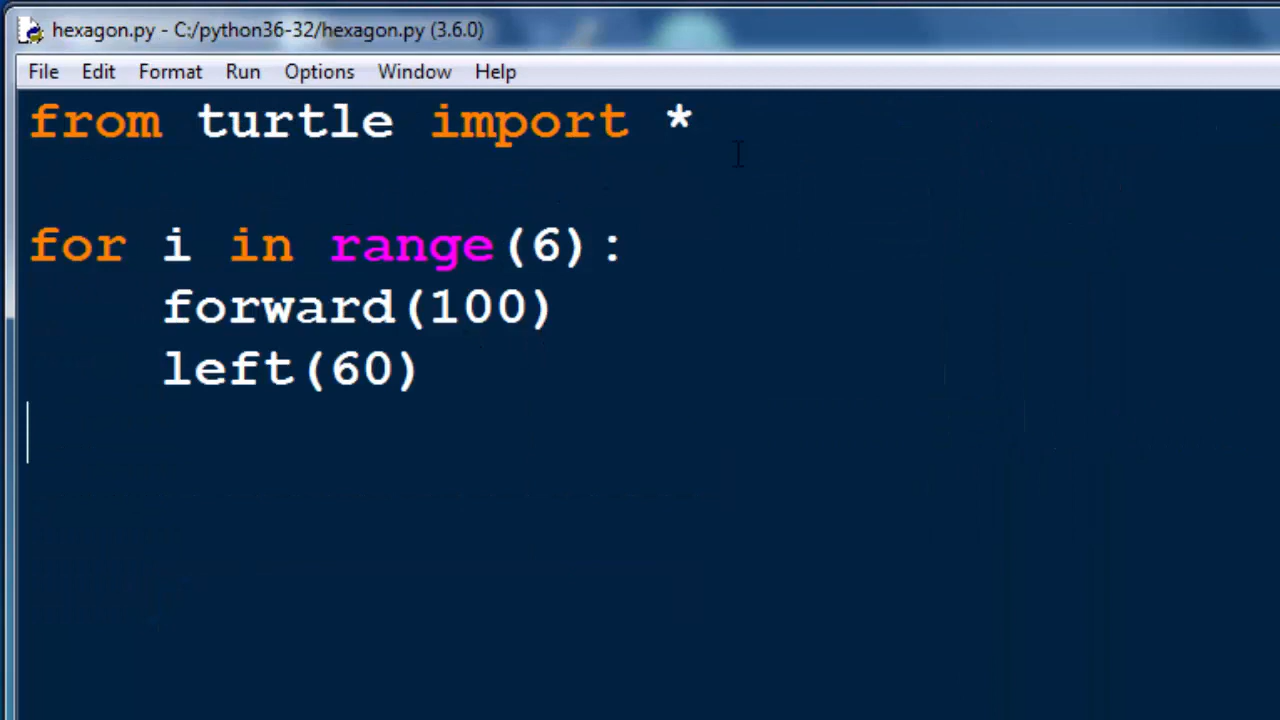 hexagon.py - C:/python36-32/hexagon.py (3.6.0)
File Edit Format Run Options Window Help
from turtle import *
for i in range(6):
    forward(100)
    left(60)